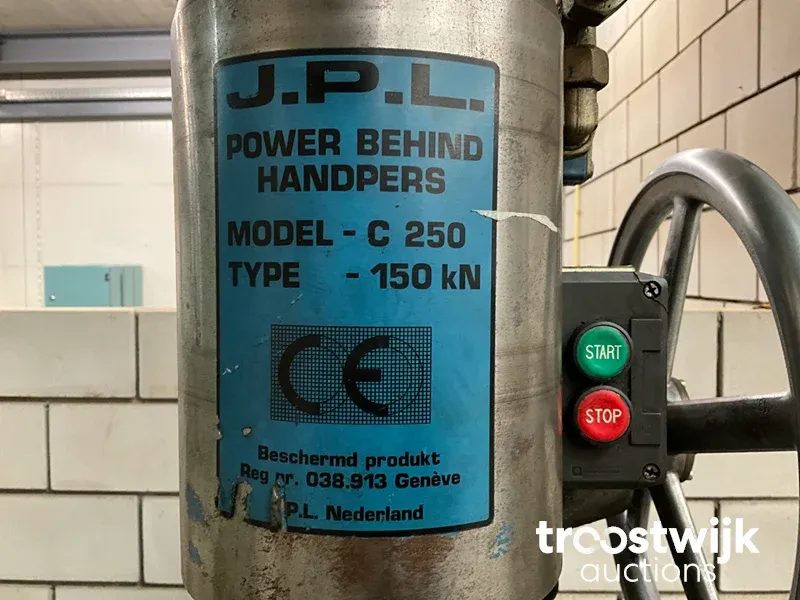 J.P.L.
POWER BEHIND
HANDPERS
MODEL - C 250
TYPE - 150 kN
CE
Beschermd produkt
Reg nr. 038.913 Genève
P.L. Nederland
START
STOP
troostwijk
auctions